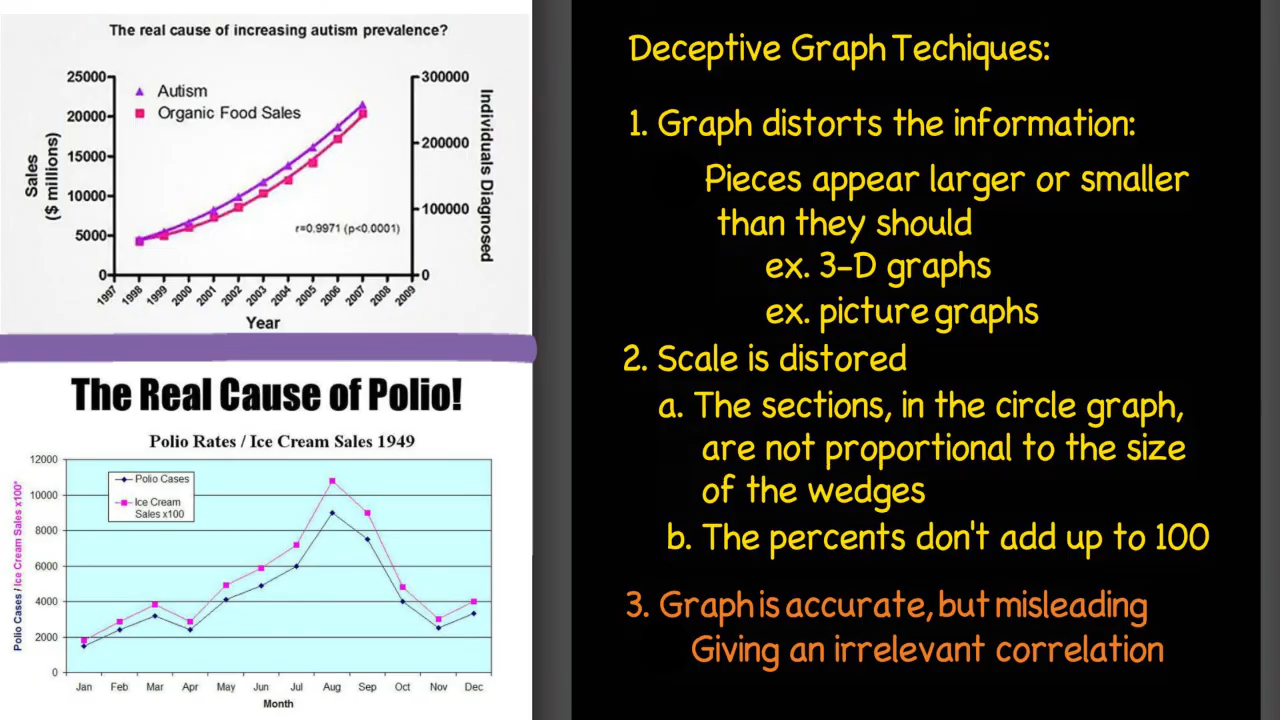 The real cause of increasing autism prevalence?
25000
20000
15000
10000
5000
0
Sales
($ millions)
Autism
Organic Food Sales
r=0.9971 (p<0.0001)
300000
200000
100000
0
Individuals Diagnosed
1997 1998 1999 2000 2001 2002 2003 2004 2005 2006 2007 2008 2009
Year
The Real Cause of Polio!
Polio Rates / Ice Cream Sales 1949
12000
10000
8000
6000
4000
2000
0
Polio Cases / Ice Cream Sales x100"
Polio Cases
Ice Cream
Sales x100
Jan Feb Mar Apr May Jun Jul Aug Sep Oct Nov Dec
Month
Deceptive Graph Techiques:
1. Graph distorts the information:
Pieces appear larger or smaller
than they should
ex. 3-D graphs
ex. picture graphs
2. Scale is distored
a. The sections, in the circle graph,
are not proportional to the size
of the wedges
b. The percents don't add up to 100
3. Graph is accurate, but misleading
Giving an irrelevant correlation